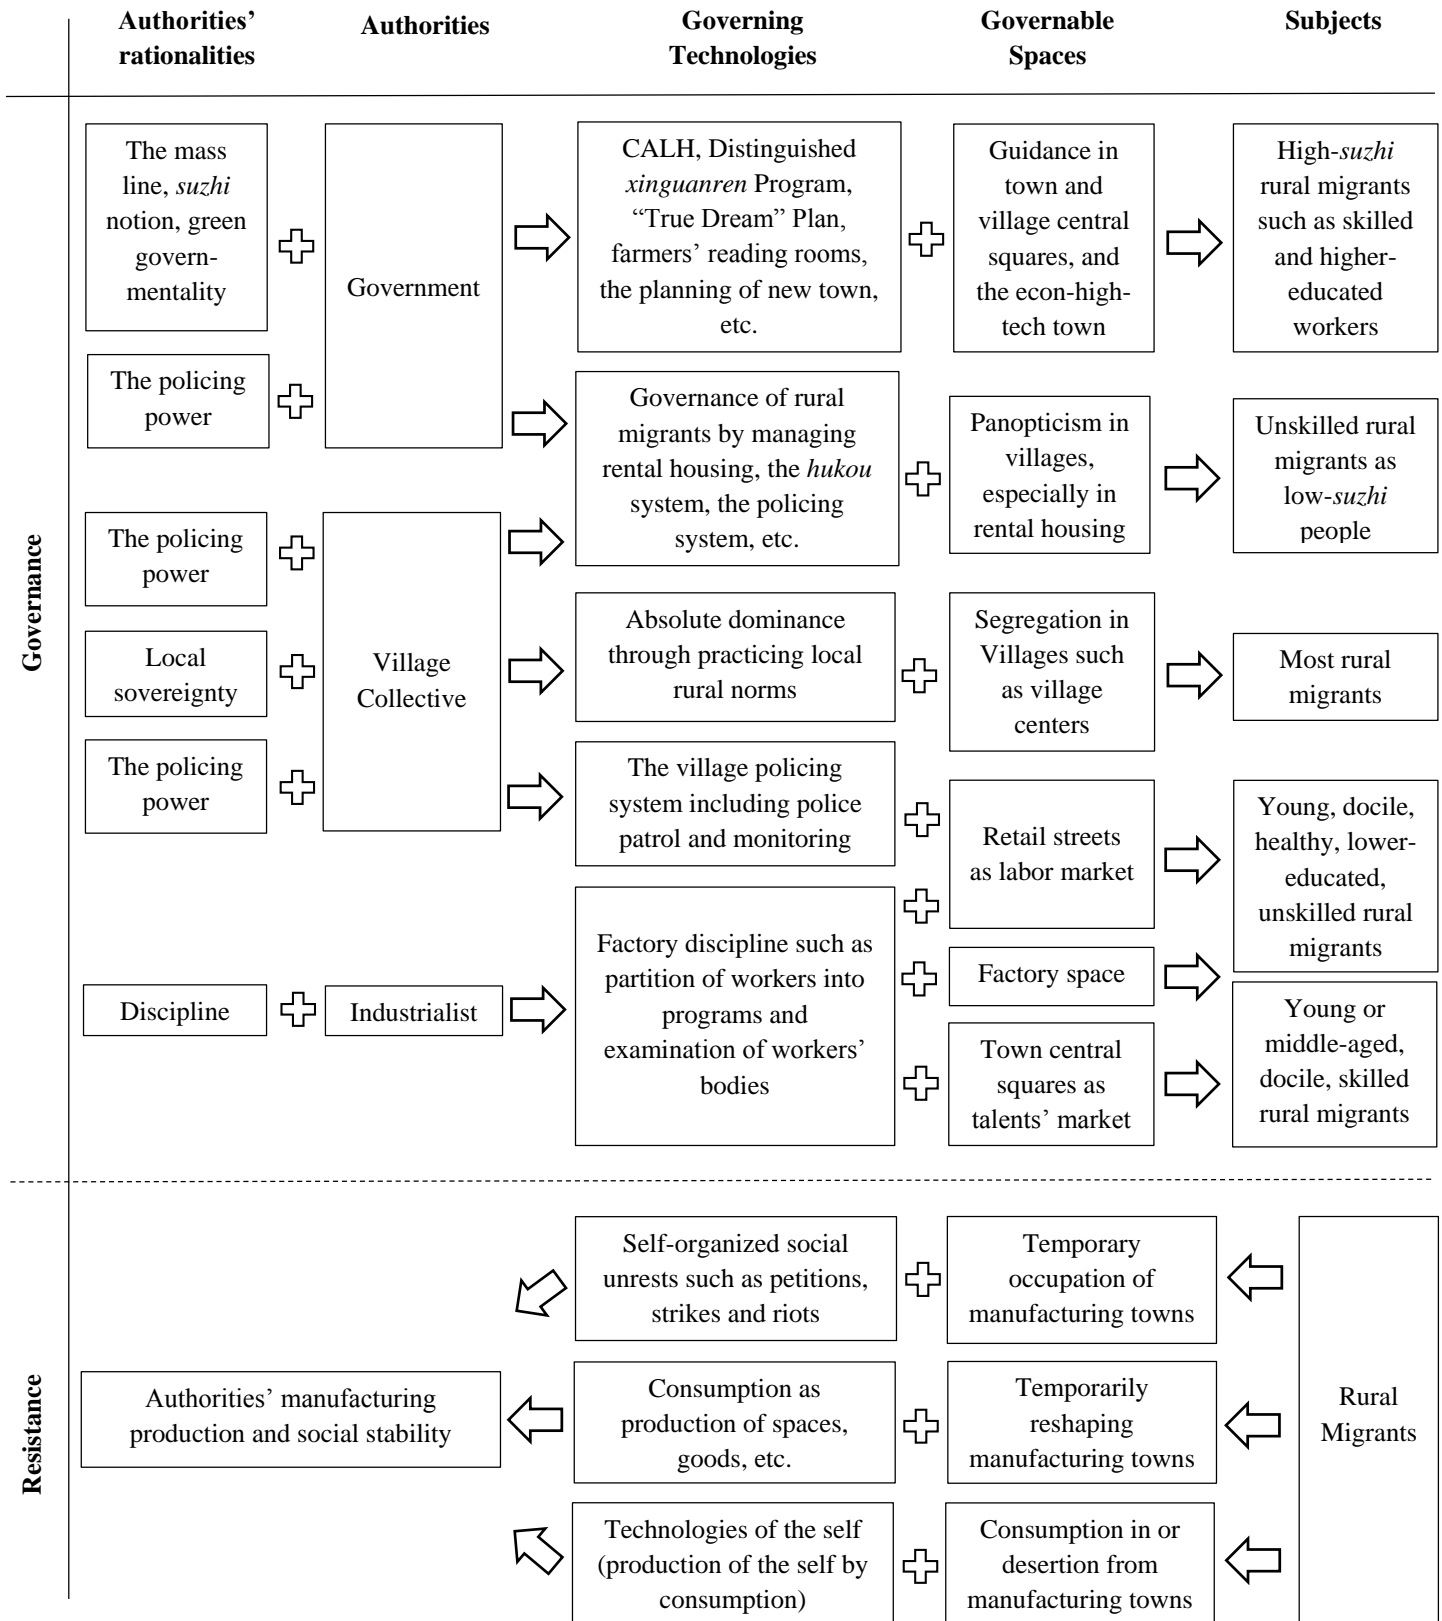 Authorities’
rationalities
Authorities
Governing
Technologies
Governable
Spaces
Subjects
Governance
The mass
line, suzhi
notion, green
govern-
mentality
Government
CALH, Distinguished
xinguanren Program,
“True Dream” Plan,
farmers’ reading rooms,
the planning of new town,
etc.
Guidance in
town and
village central
squares, and
the econ-high-
tech town
High-suzhi
rural migrants
such as skilled
and higher-
educated
workers
The policing
power
Governance of rural
migrants by managing
rental housing, the hukou
system, the policing
system, etc.
Panopticism in
villages,
especially in
rental housing
Unskilled rural
migrants as
low-suzhi
people
The policing
power
Village
Collective
Local
sovereignty
Absolute dominance
through practicing local
rural norms
Segregation in
Villages such
as village
centers
Most rural
migrants
The policing
power
The village policing
system including police
patrol and monitoring
Retail streets
as labor market
Young, docile,
healthy, lower-
educated,
unskilled rural
migrants
Discipline
Industrialist
Factory discipline such as
partition of workers into
programs and
examination of workers’
bodies
Factory space
Town central
squares as
talents’ market
Young or
middle-aged,
docile, skilled
rural migrants
Resistance
Authorities’ manufacturing
production and social stability
Self-organized social
unrests such as petitions,
strikes and riots
Temporary
occupation of
manufacturing towns
Rural
Migrants
Consumption as
production of spaces,
goods, etc.
Temporarily
reshaping
manufacturing towns
Technologies of the self
(production of the self by
consumption)
Consumption in or
desertion from
manufacturing towns